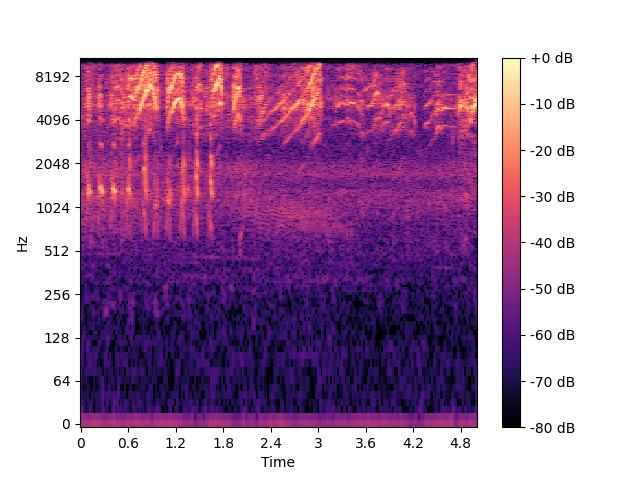 8192
4096
2048
1024
512
256
128
64
0
Hz
0 0.6 1.2 1.8 2.4 3 3.6 4.2 4.8
Time
+0 dB
-10 dB
-20 dB
-30 dB
-40 dB
-50 dB
-60 dB
-70 dB
-80 dB